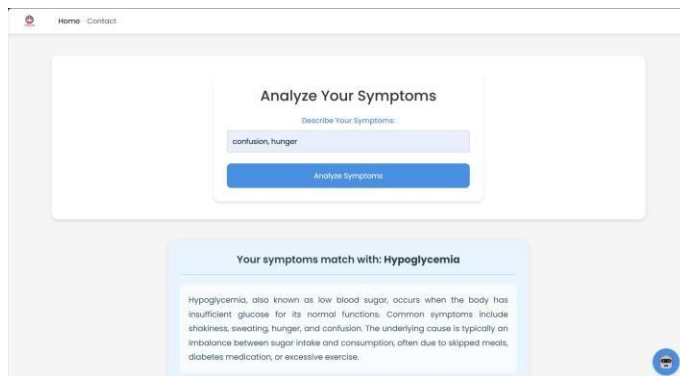 Home Contact
Analyze Your Symptoms
Describe Your Symptoms:
confusion, hunger
Analyze Symptoms
Your symptoms match with: Hypoglycemia
Hypoglycemia, also known as low blood sugar, occurs when the body has
insufficient glucose for its normal functions. Common symptoms include
shakiness, sweating, hunger, and confusion. The underlying cause is typically an
imbalance between sugar intake and consumption, often due to skipped meals,
diabetes medication, or excessive exercise.